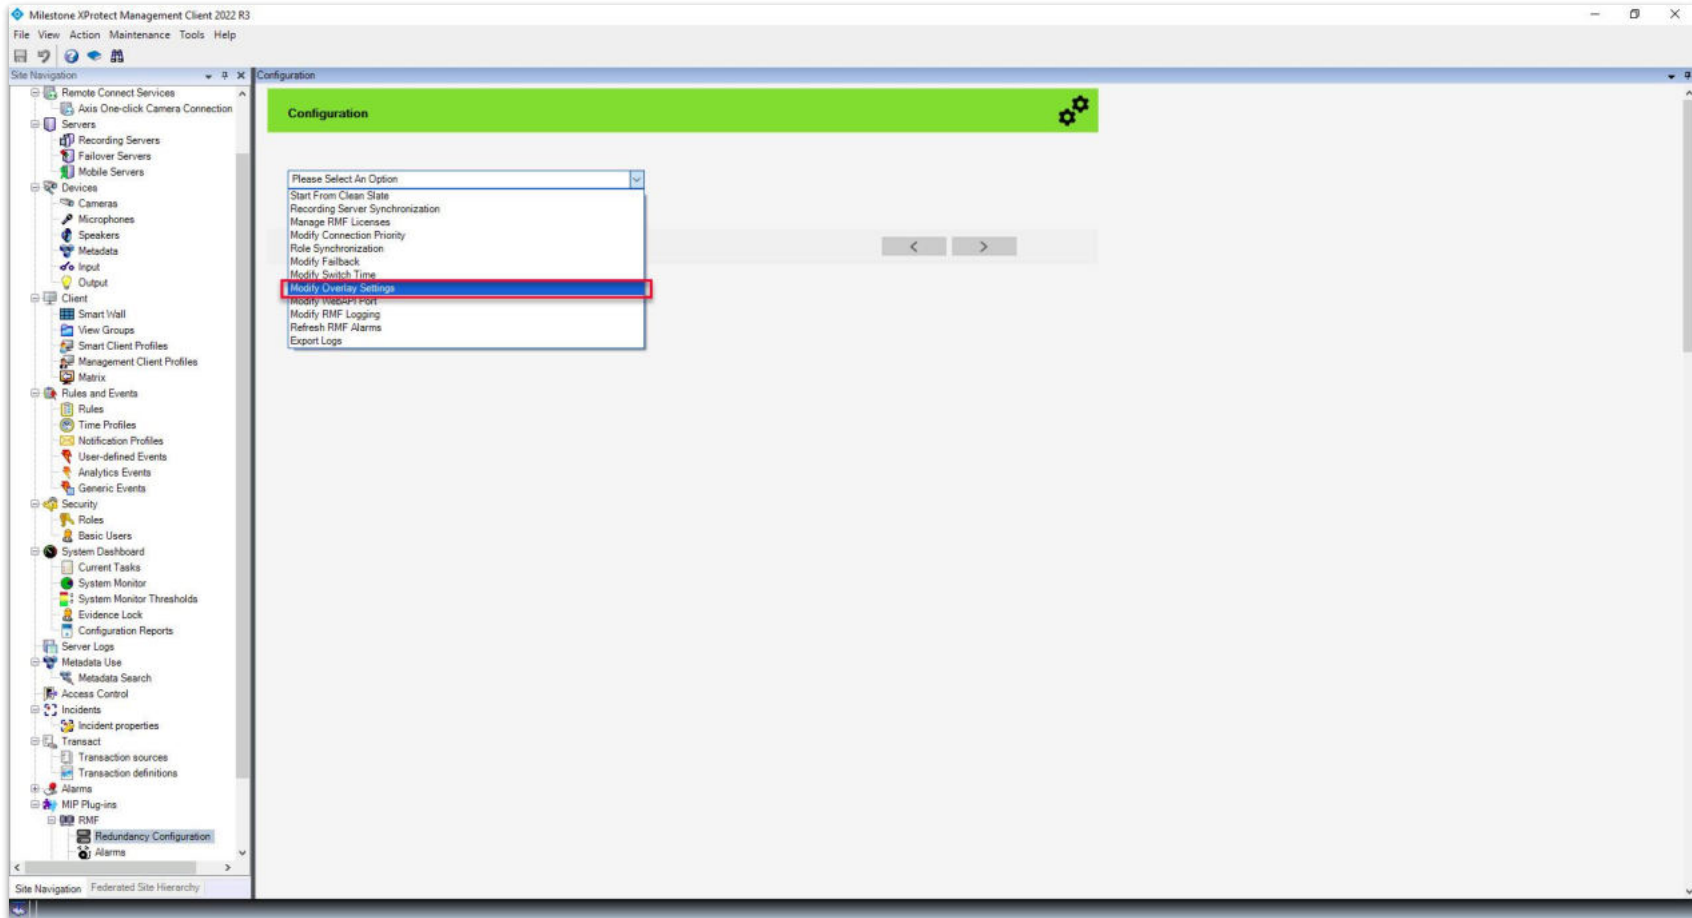 Milestone XProtect Management Client 2022 R3
File View Action Maintenance Tools Help
Site Navigation
Remote Connect Services
Axis One-click Camera Connection
Servers
Recording Servers
Failover Servers
Mobile Servers
Devices
Cameras
Microphones
Speakers
Metadata
Input
Output
Client
Smart Wall
View Groups
Smart Client Profiles
Management Client Profiles
Matrix
Rules and Events
Rules
Time Profiles
Notification Profiles
User-defined Events
Analytics Events
Generic Events
Security
Roles
Basic Users
System Dashboard
Current Tasks
System Monitor
System Monitor Thresholds
Evidence Lock
Configuration Reports
Server Logs
Metadata Use
Metadata Search
Access Control
Incidents
Incident properties
Transact
Transaction sources
Transaction definitions
Alarms
MIP Plug-ins
RMF
Redundancy Configuration
Alarms
Site Navigation Federated Site Hierarchy
Configuration
Configuration
Please Select An Option
Start From Clean Slate
Recording Server Synchronization
Manage RMF Licenses
Modify Connection Priority
Role Synchronization
Modify Failback
Modify Switch Time
Modify Overlay Settings
Modify WebAPI Port
Modify RMF Logging
Refresh RMF Alarms
Export Logs